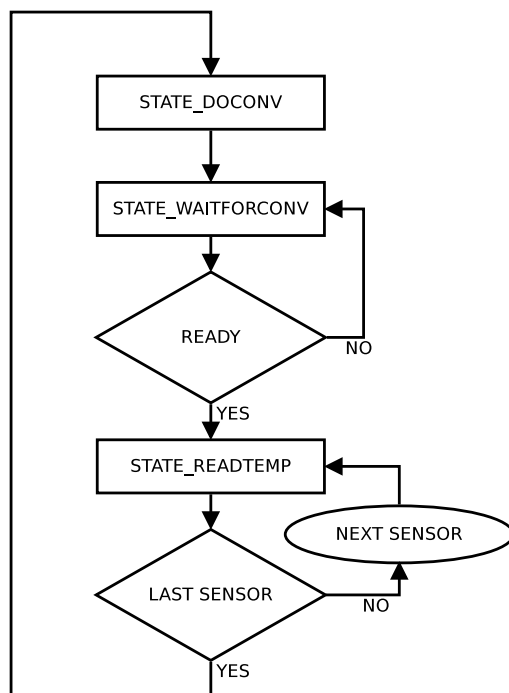 STATE_DOCONV
STATE_WAITFORCONV
READY
NO
YES
STATE_READTEMP
NEXT SENSOR
LAST SENSOR
NO
YES